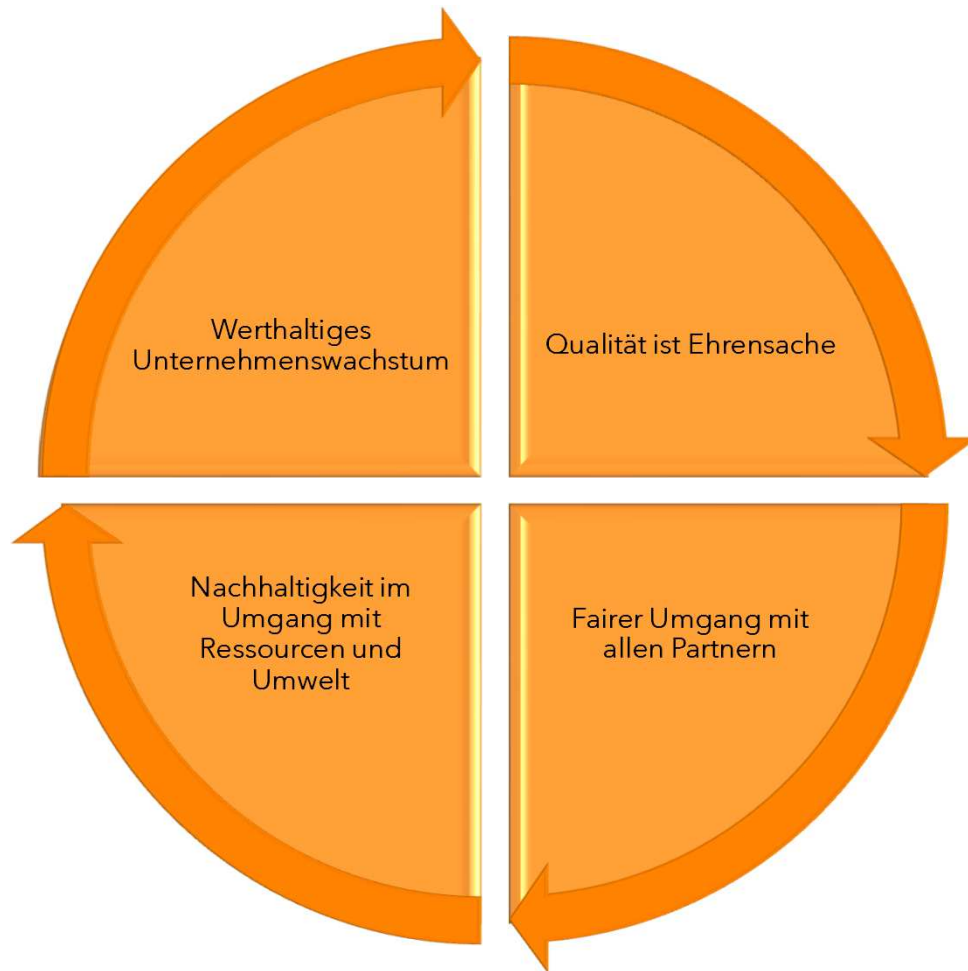 Werthaltiges
Unternehmenswachstum
Qualität ist Ehrensache
Nachhaltigkeit im
Umgang mit
Ressourcen und
Umwelt
Fairer Umgang mit
allen Partnern